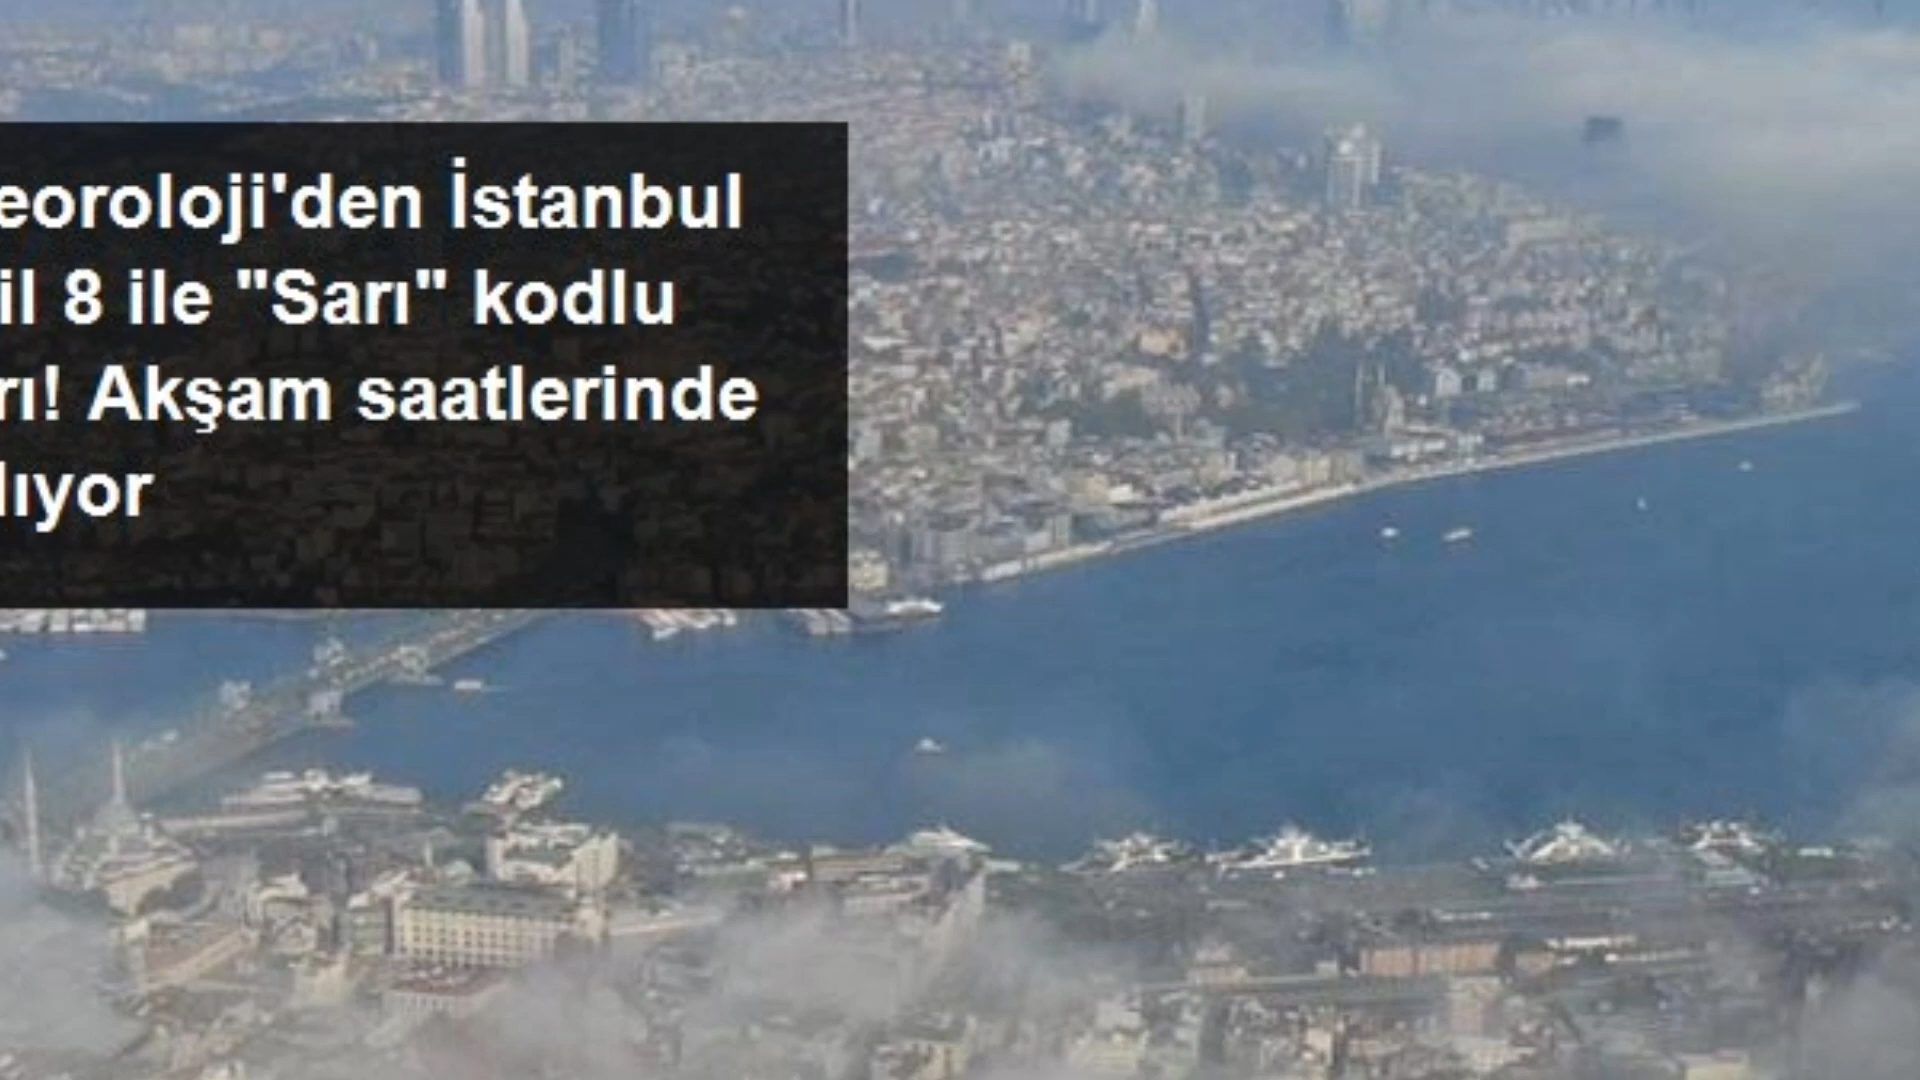 eoroloji'den İstanbul
il 8 ile "Sarı" kodlu
rı! Akşam saatlerinde
lıyor